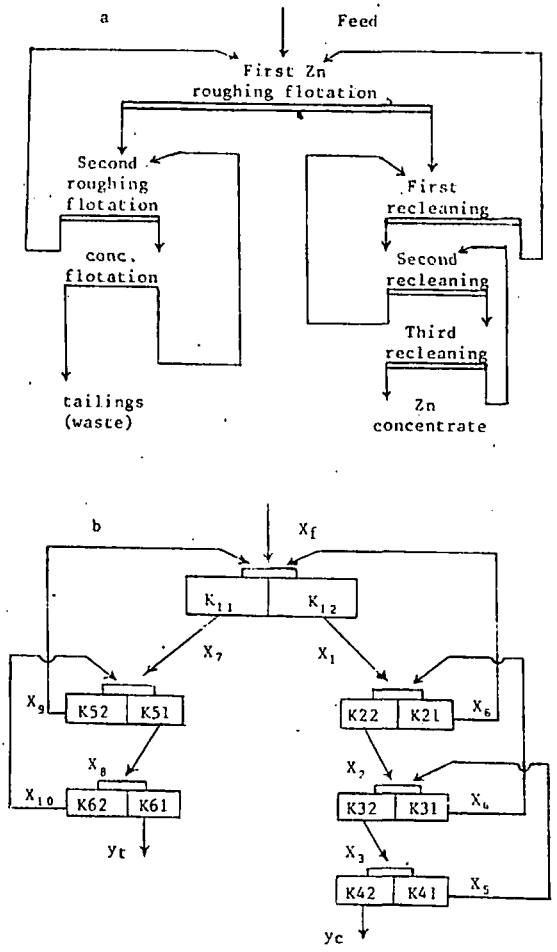 a
Feed
First Zn
roughing flotation
Second
roughing
flotation
First
recleaning
conc.
flotation
Second
recleaning
Third
recleaning
tailings
(waste)
Zn
concentrate
b
Xf
K11 K12
X7 X1
X9 K52 K51
K22 K21 X6
X8
X2
X10 K62 K61
K32 K31 X4
yt
X3
K42 K41 X5
yc